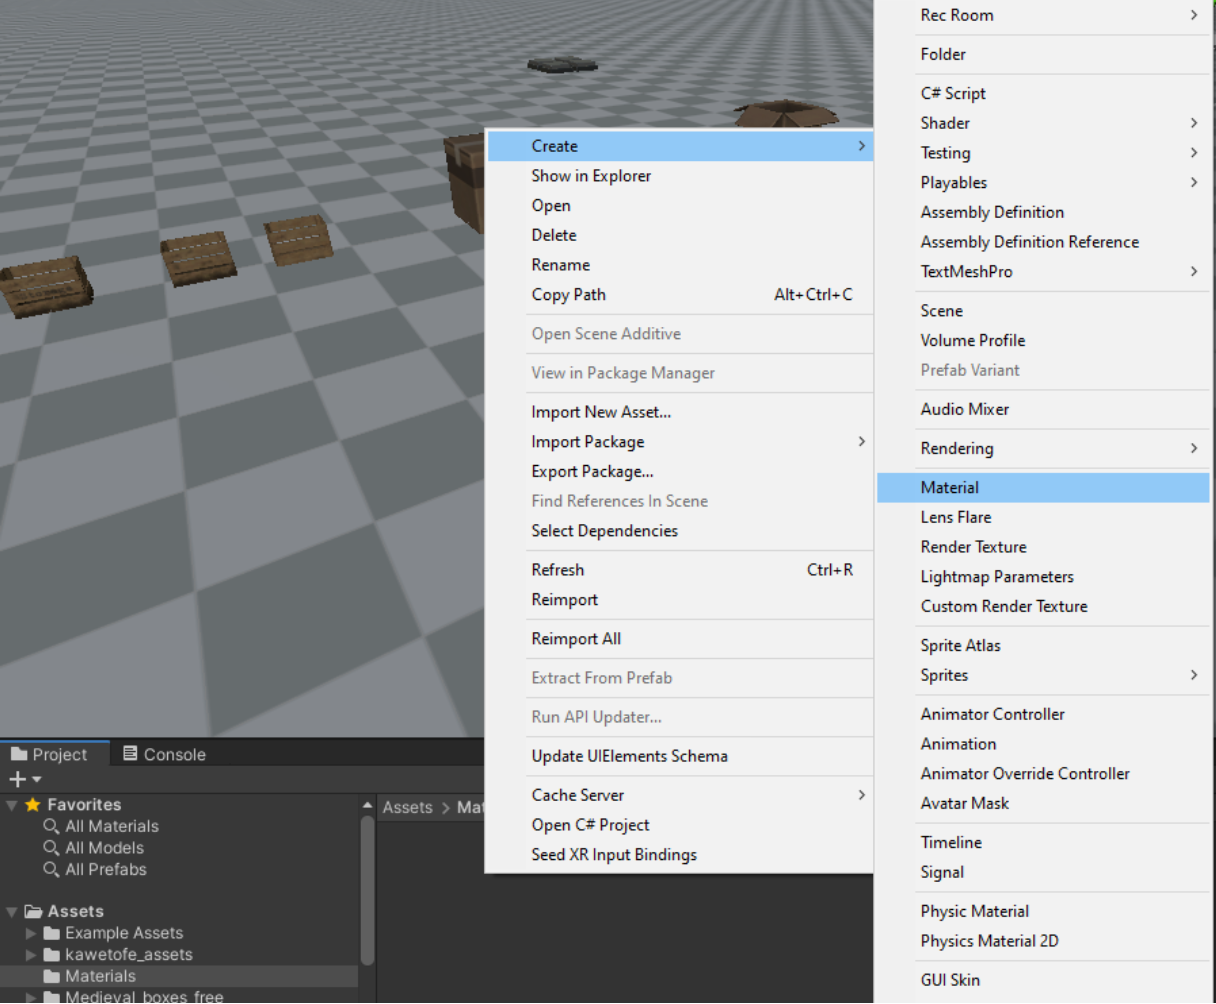 Rec Room
Folder
C# Script
Shader
Testing
Playables
Assembly Definition
Assembly Definition Reference
TextMeshPro
Scene
Volume Profile
Prefab Variant
Audio Mixer
Rendering
Material
Lens Flare
Render Texture
Lightmap Parameters
Custom Render Texture
Sprite Atlas
Sprites
Animator Controller
Animation
Animator Override Controller
Avatar Mask
Timeline
Signal
Physic Material
Physics Material 2D
GUI Skin
Create
Show in Explorer
Open
Delete
Rename
Copy Path Alt+Ctrl+C
Open Scene Additive
View in Package Manager
Import New Asset...
Import Package
Export Package...
Find References In Scene
Select Dependencies
Refresh Ctrl+R
Reimport
Reimport All
Extract From Prefab
Run API Updater...
Update UIElements Schema
Cache Server
Open C# Project
Seed XR Input Bindings
Project Console
Favorites
All Materials
All Models
All Prefabs
Assets
Example Assets
kawetofe_assets
Materials
Medieval_boxes_free
Assets > Mat